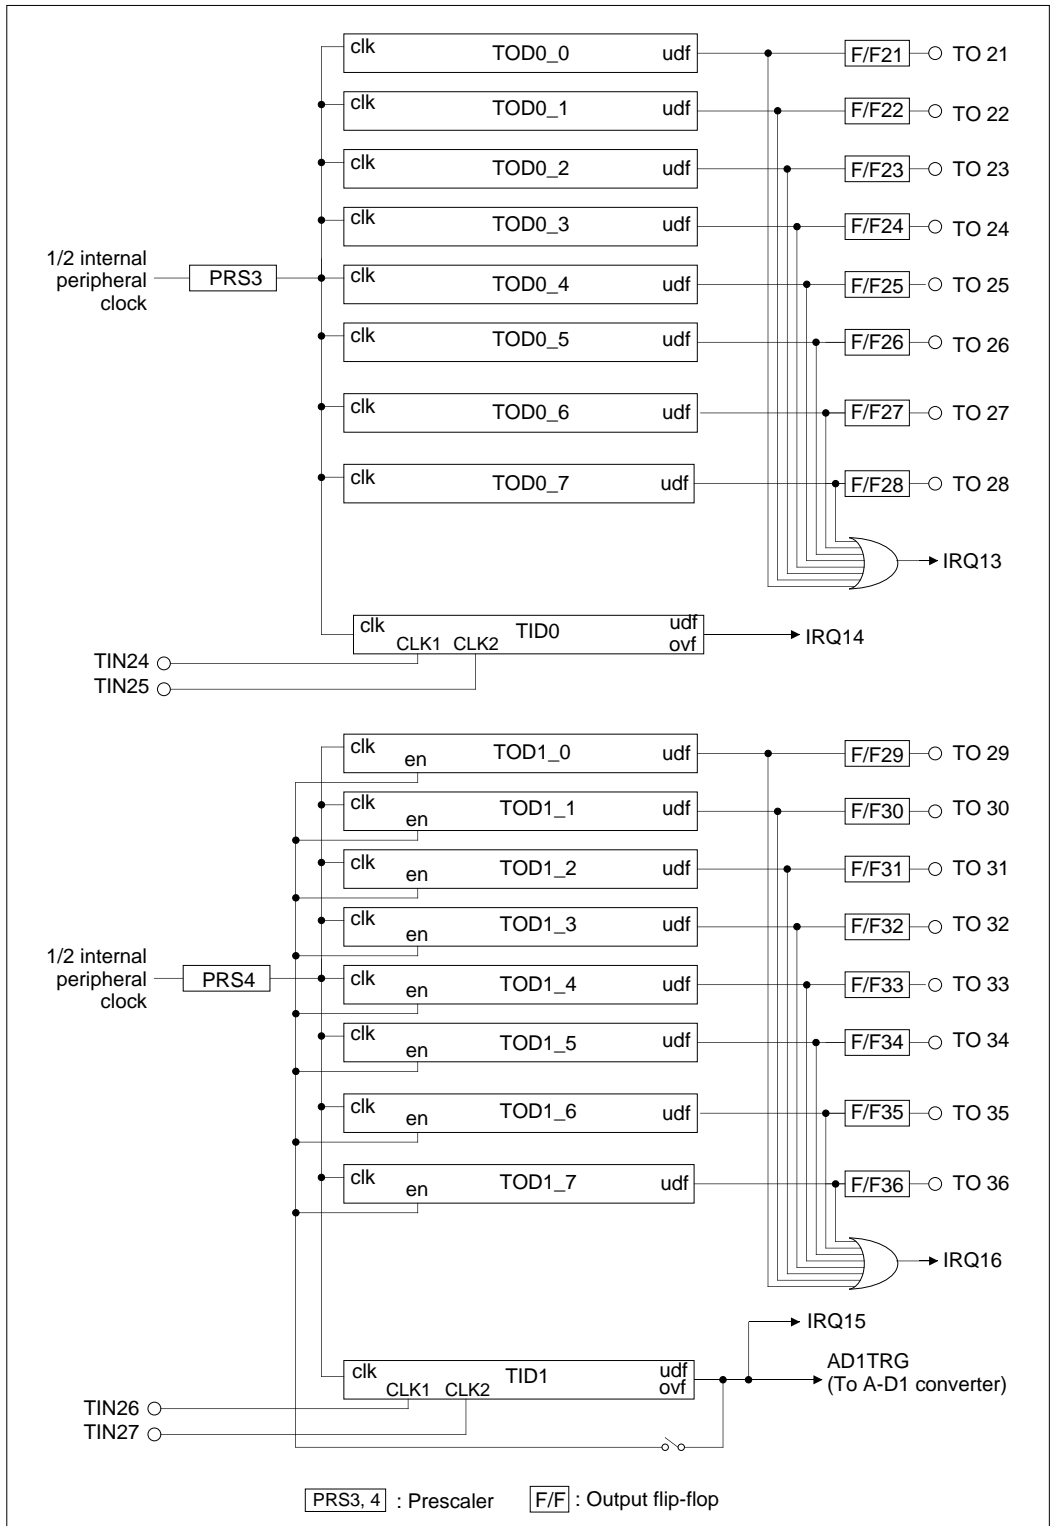 clk TOD0_0 udf F/F21 TO 21
clk TOD0_1 udf F/F22 TO 22
clk TOD0_2 udf F/F23 TO 23
clk TOD0_3 udf F/F24 TO 24
1/2 internal
peripheral
clock
PRS3
clk TOD0_4 udf F/F25 TO 25
clk TOD0_5 udf F/F26 TO 26
clk TOD0_6 udf F/F27 TO 27
clk TOD0_7 udf F/F28 TO 28
IRQ13
clk TID0 udf
CLK1 CLK2 ovf
IRQ14
TIN24
TIN25
clk TOD1_0 udf F/F29 TO 29
en
clk TOD1_1 udf F/F30 TO 30
en
clk TOD1_2 udf F/F31 TO 31
en
clk TOD1_3 udf F/F32 TO 32
en
1/2 internal
peripheral
clock
PRS4
clk TOD1_4 udf F/F33 TO 33
en
clk TOD1_5 udf F/F34 TO 34
en
clk TOD1_6 udf F/F35 TO 35
en
clk TOD1_7 udf F/F36 TO 36
en
IRQ16
IRQ15
clk TID1 udf
CLK1 CLK2 ovf
AD1TRG
(To A-D1 converter)
TIN26
TIN27
PRS3, 4 : Prescaler F/F : Output flip-flop